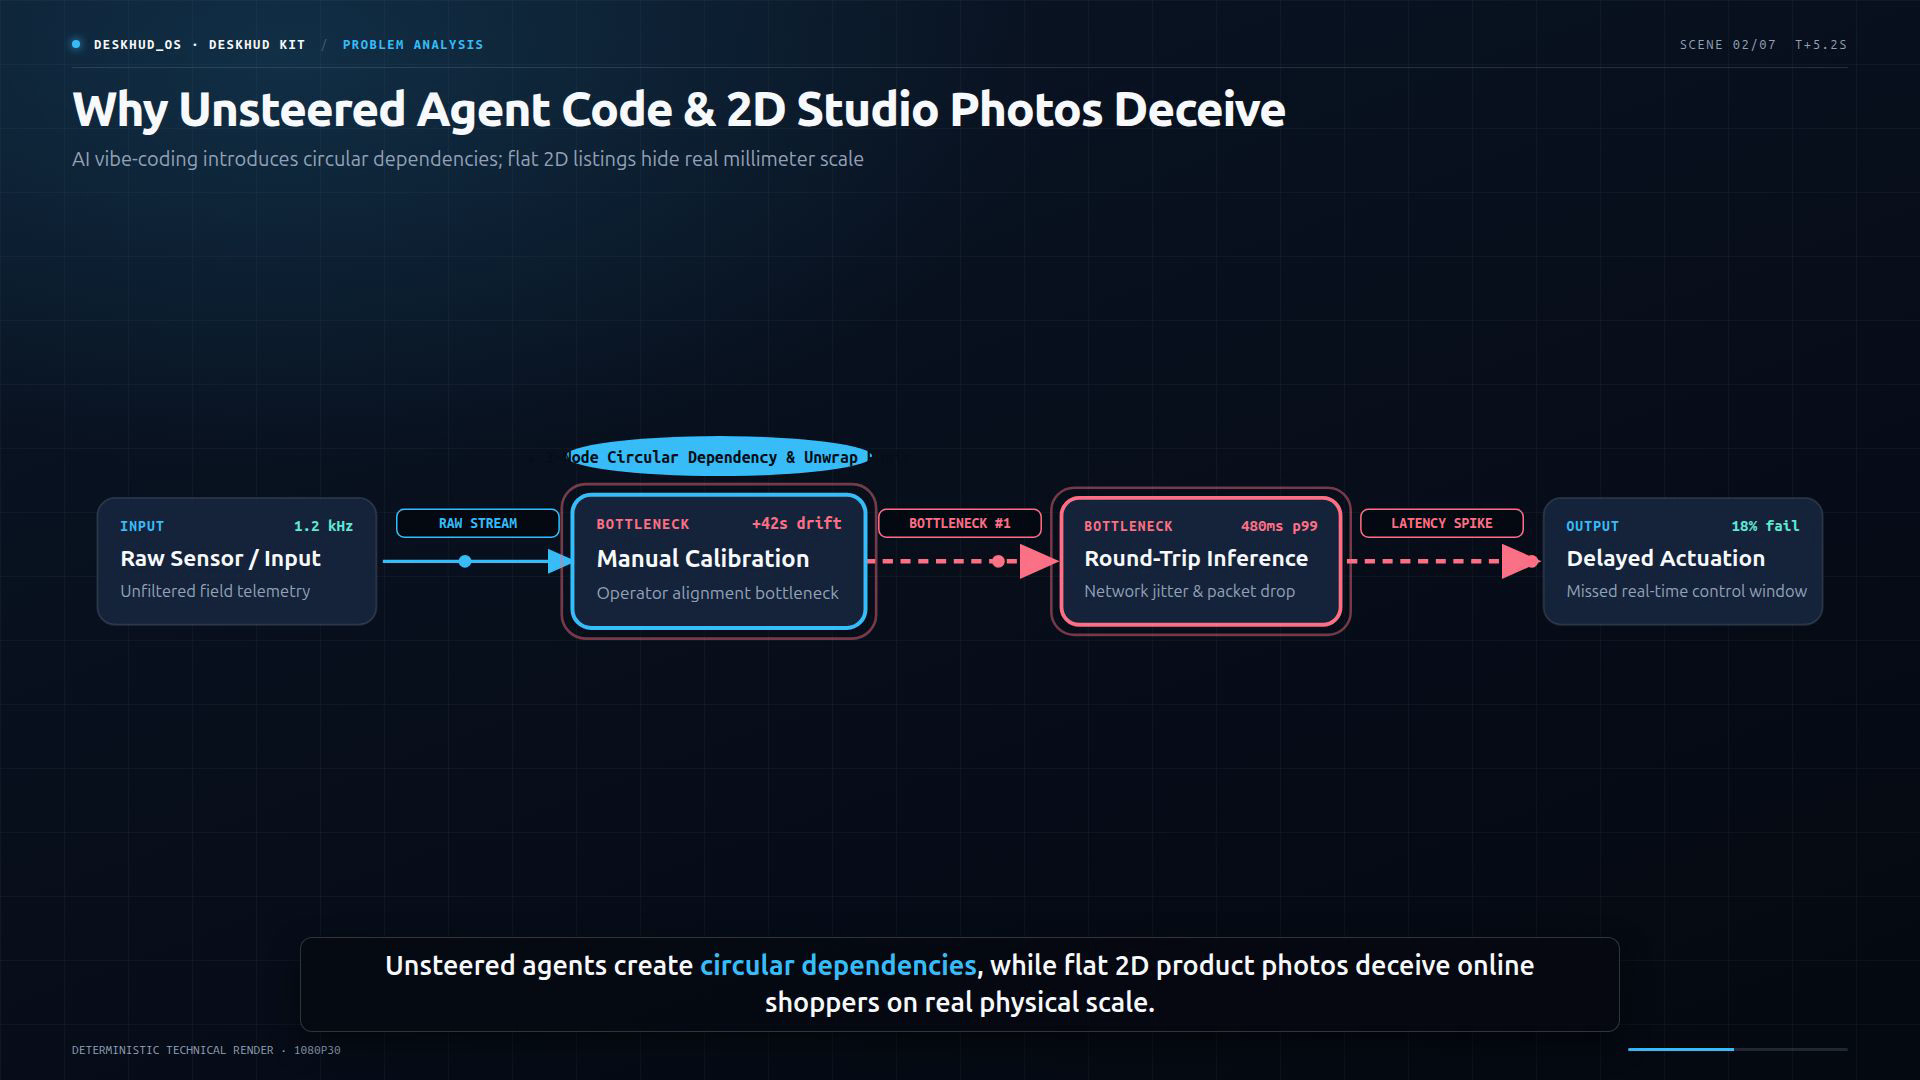 DESKHUD_OS · DESKHUD KIT / PROBLEM ANALYSIS
SCENE 02/07 T+5.2S
Why Unsteered Agent Code & 2D Studio Photos Deceive
AI vibe-coding introduces circular dependencies; flat 2D listings hide real millimeter scale
Circular Dependency & Unwrap
INPUT 1.2 kHz
Raw Sensor / Input
Unfiltered field telemetry
RAW STREAM
BOTTLENECK +42s drift
Manual Calibration
Operator alignment bottleneck
BOTTLENECK #1
BOTTLENECK 480ms p99
Round-Trip Inference
Network jitter & packet drop
LATENCY SPIKE
OUTPUT 18% fail
Delayed Actuation
Missed real-time control window
Unsteered agents create circular dependencies, while flat 2D product photos deceive online
shoppers on real physical scale.
DETERMINISTIC TECHNICAL RENDER · 1080P30